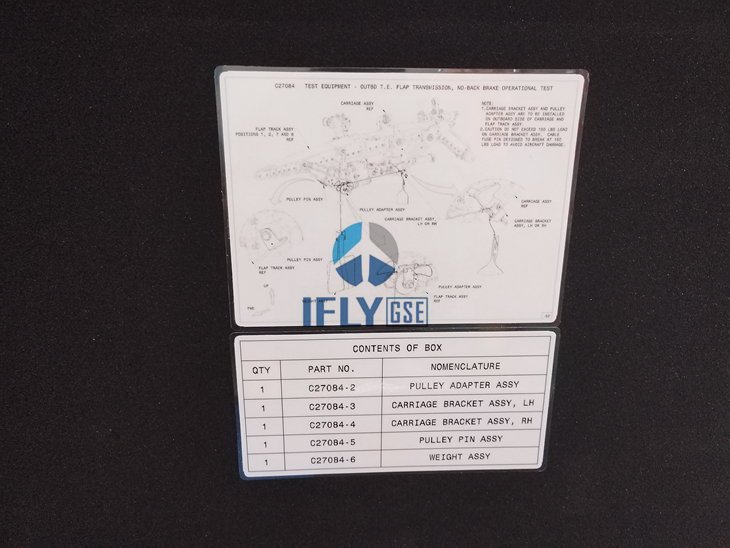 C27084 TEST EQUIPMENT - OUTBD T.E. FLAP TRANSMISSION, NO-BACK BRAKE OPERATIONAL TEST
CARRIAGE ASSY
REF
NOTE:
1.CARRIAGE BRACKET ASSY AND PULLEY
ADAPTER ASSY ARE TO BE INSTALLED
ON OUTBOARD SIDE OF CARRIAGE AND
FLAP TRACK ASSY.
2.CAUTION DO NOT EXCEED 150 LBS LOAD
ON CARRIAGE BRACKET ASSY. CABLE
FUSE PIN DESIGNED TO BREAK AT
LBS LOAD TO AVOID AIRCRAFT DAMAGE.
FLAP TRACK ASSY
POSITIONS 1, 2, 7 AND 8
REF
PULLEY PIN ASSY
PULLEY ADAPTER ASSY
CARRIAGE BRACKET ASSY,
LH OR RH
CARRIAGE ASSY
REF
CARRIAGE BRACKET
ASSY, LH OR RH
PULLEY PIN ASSY
FLAP TRACK ASSY
REF
UP
FWD
WEIGHT ASSY
PULLEY ADAPTER ASSY
FLAP TRACK ASSY
REF
IFLY GSE
CONTENTS OF BOX
QTY PART NO. NOMENCLATURE
1 C27084-2 PULLEY ADAPTER ASSY
1 C27084-3 CARRIAGE BRACKET ASSY, LH
1 C27084-4 CARRIAGE BRACKET ASSY, RH
1 C27084-5 PULLEY PIN ASSY
1 C27084-6 WEIGHT ASSY